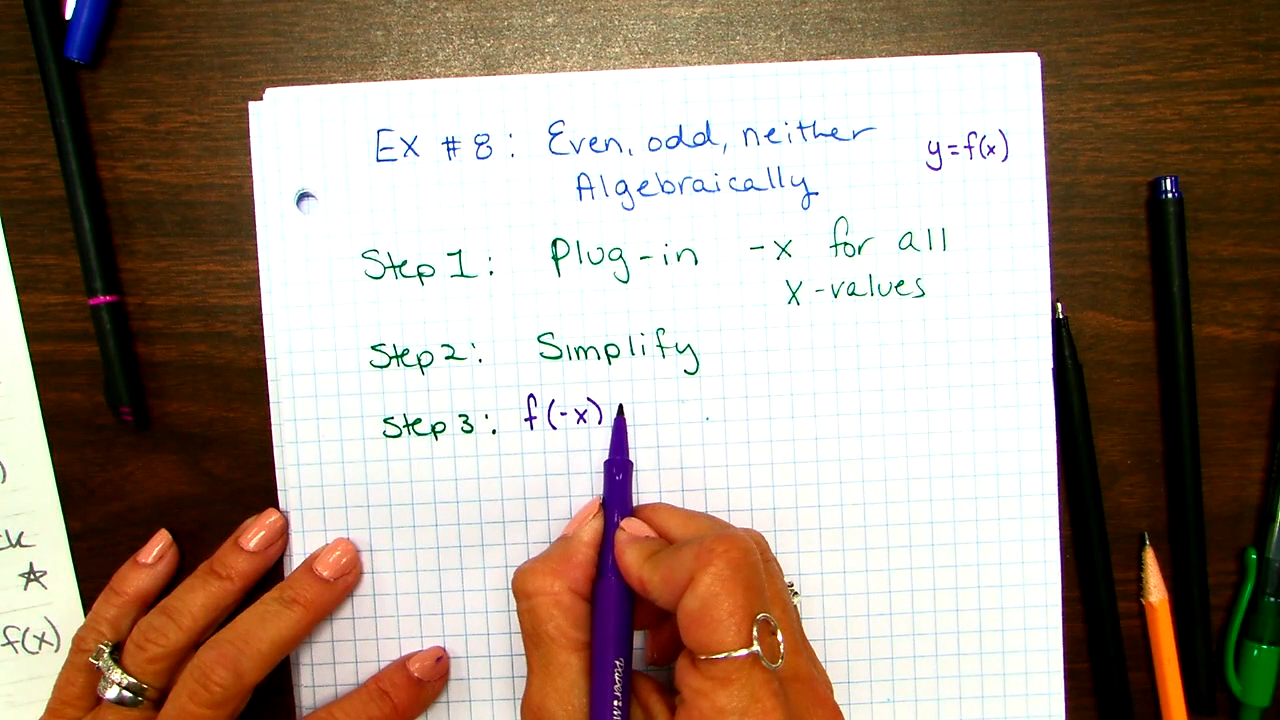 EX # 8 : Even, odd, neither
y = f(x)
Algebraically
Step 1 : Plug-in -x for all
x-values
Step 2 : Simplify
Step 3 : f(-x)
f(x)